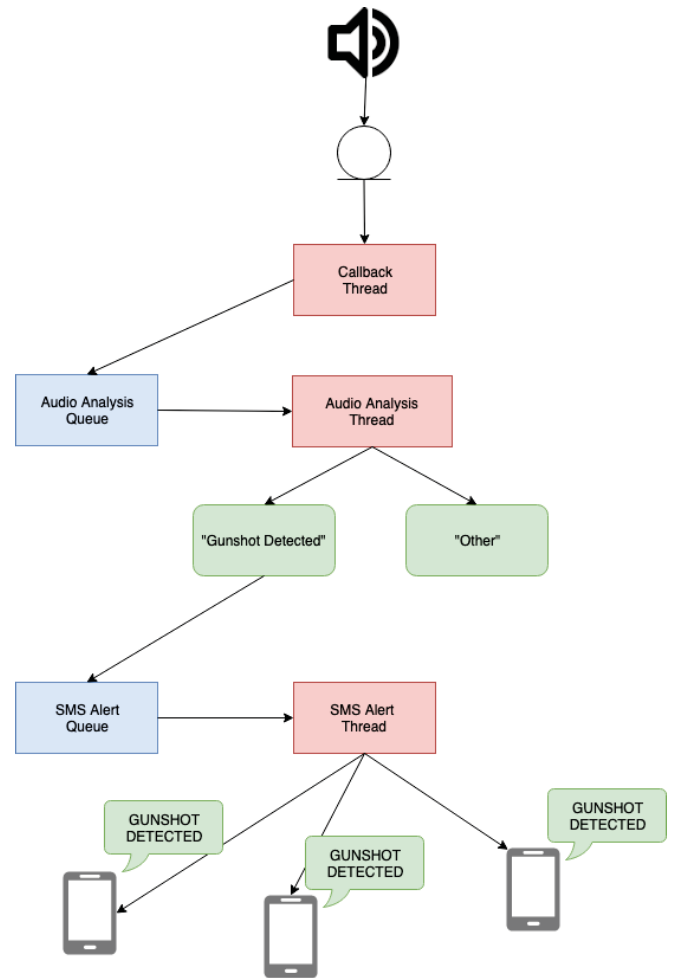 Callback
Thread
Audio Analysis
Queue
Audio Analysis
Thread
"Gunshot Detected"
"Other"
SMS Alert
Queue
SMS Alert
Thread
GUNSHOT
DETECTED
GUNSHOT
DETECTED
GUNSHOT
DETECTED